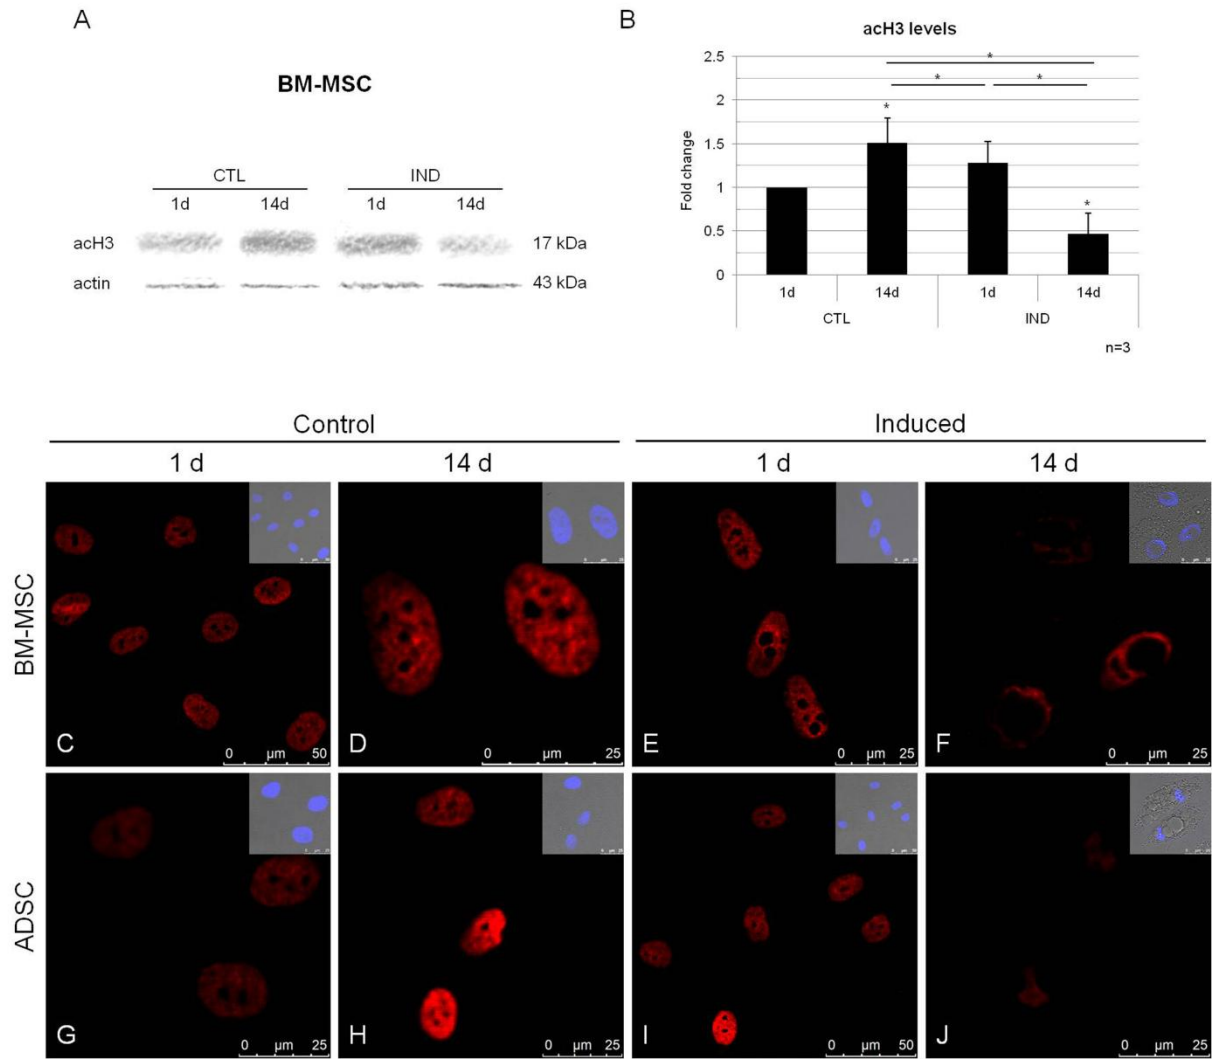 A
BM-MSC
CTL IND
1d 14d 1d 14d
acH3 17 kDa
actin 43 kDa
B
acH3 levels
Fold change
2.5
2
1.5
1
0.5
0
* * *
* *
1d 14d 1d 14d
CTL IND
n=3
Control Induced
1 d 14 d 1 d 14 d
BM-MSC
C 0 µm 50
D 0 µm 25
E 0 µm 25
F 0 µm 25
ADSC
G 0 µm 25
H 0 µm 25
I 0 µm 50
J 0 µm 25